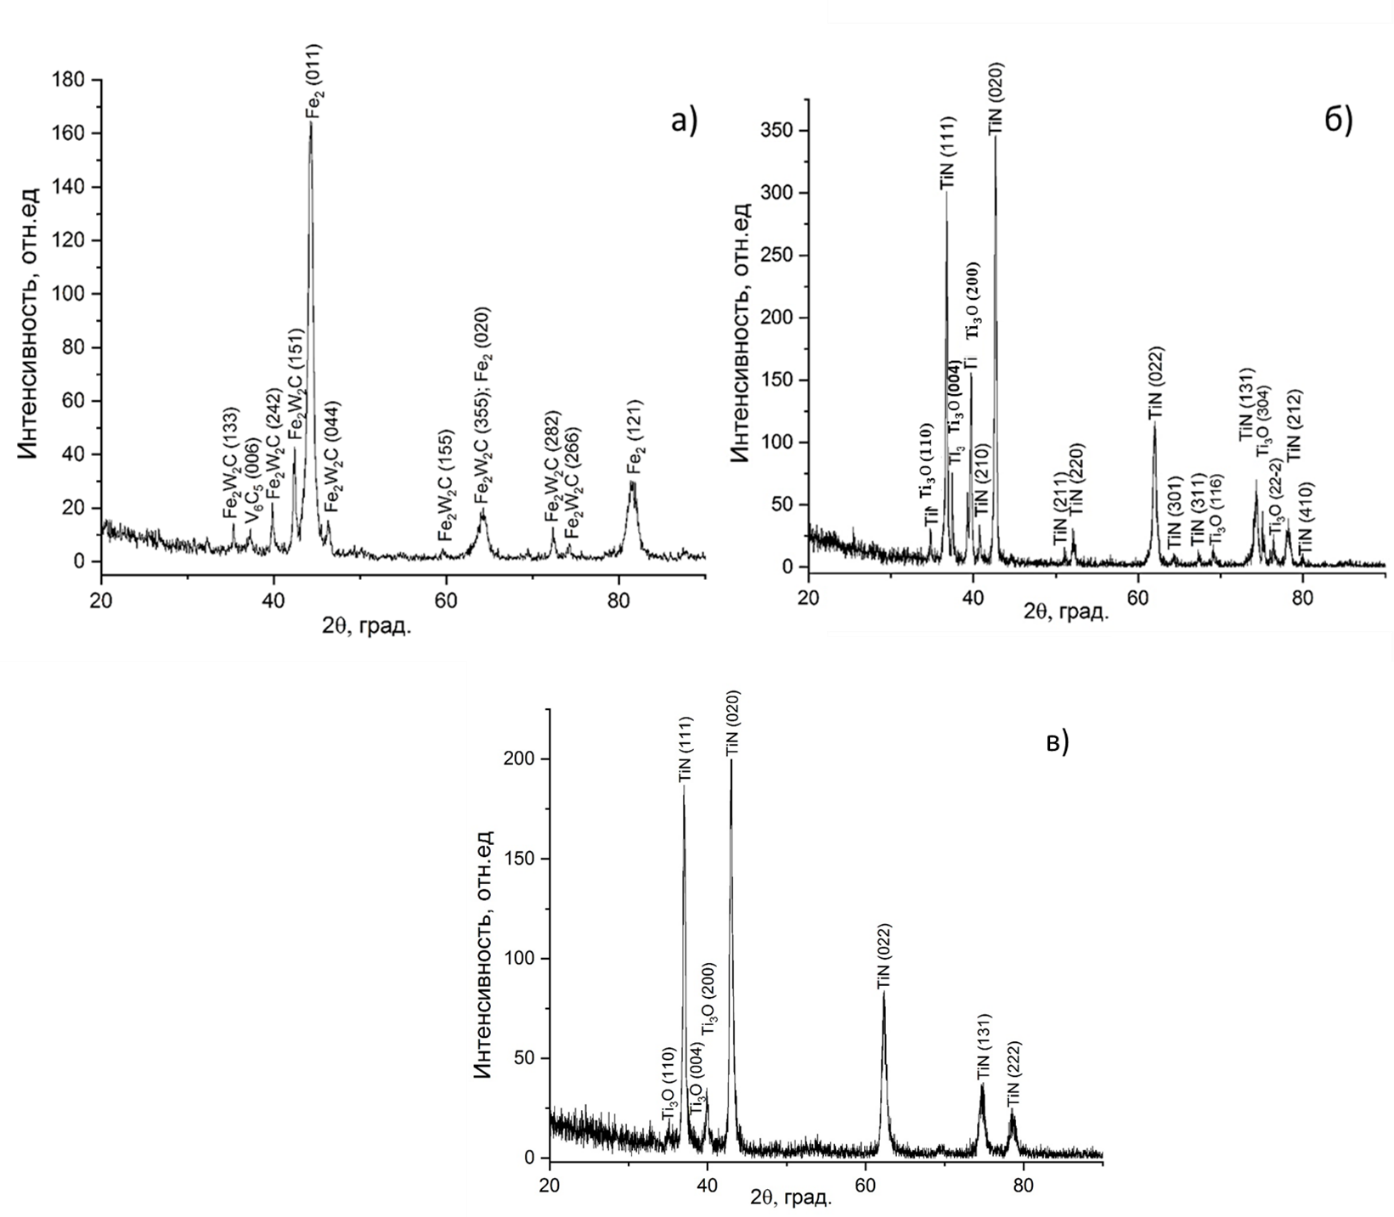 а)
Интенсивность, отн.ед
180
160
140
120
100
80
60
40
20
0
Fe2W2C (133)
V6C5 (006)
Fe2W2C (242)
Fe2W2C (151)
Fe2 (011)
Fe2W2C (044)
Fe2W2C (155)
Fe2W2C (355); Fe2 (020)
Fe2W2C (282)
Fe2W2C (266)
Fe2 (121)
20
40
60
80
2θ, град.
б)
Интенсивность, отн.ед
350
300
250
200
150
100
50
0
Ti3O (110)
TiN (111)
Ti3O (004)
Ti3O (200)
TiN (210)
TiN (020)
TiN (211)
TiN (220)
TiN (022)
TiN (301)
TiN (311)
Ti3O (116)
TiN (131)
Ti3O (304)
Ti3O (22-2)
TiN (212)
TiN (410)
20
40
60
80
2θ, град.
в)
Интенсивность, отн.ед
200
150
100
50
0
Ti3O (110)
TiN (111)
Ti3O (004)
Ti3O (200)
TiN (020)
TiN (022)
TiN (131)
TiN (222)
20
40
60
80
2θ, град.